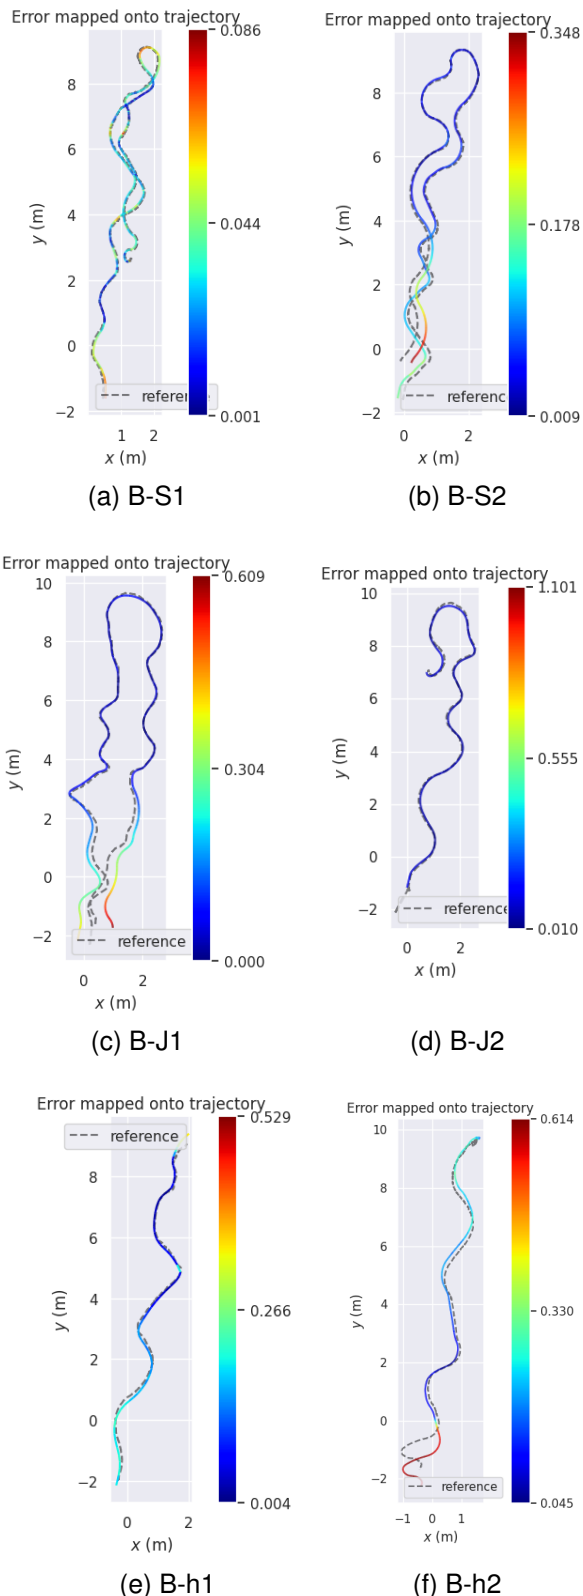 Error mapped onto trajectory
0.086
8
6
4
0.044
y (m)
2
0
−2
referen
0.001
1 2
x (m)
(a) B-S1
Error mapped onto trajectory
0.348
8
6
4
0.178
y (m)
2
0
−2
referenc
0.009
0 2
x (m)
(b) B-S2
Error mapped onto trajectory
10
0.609
8
6
4
0.304
y (m)
2
0
−2
reference
0.000
0 2
x (m)
(c) B-J1
Error mapped onto trajectory
10
1.101
8
6
4
0.555
y (m)
2
0
−2
reference
0.010
0 2
x (m)
(d) B-J2
Error mapped onto trajectory
0.529
reference
8
6
4
0.266
y (m)
2
0
−2
0.004
0 2
x (m)
(e) B-h1
Error mapped onto trajectory
0.614
10
8
6
4
0.330
y (m)
2
0
−2
reference
0.045
−1 0 1
x (m)
(f) B-h2